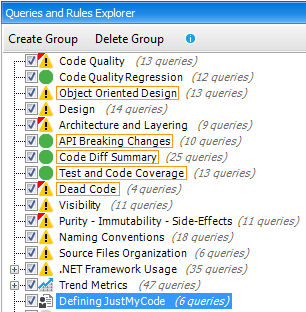 Queries and Rules Explorer
Create Group Delete Group
Code Quality (13 queries)
Code Quality Regression (12 queries)
Object Oriented Design (13 queries)
Design (14 queries)
Architecture and Layering (9 queries)
API Breaking Changes (10 queries)
Code Diff Summary (25 queries)
Test and Code Coverage (13 queries)
Dead Code (4 queries)
Visibility (11 queries)
Purity - Immutability - Side-Effects (11 queries)
Naming Conventions (18 queries)
Source Files Organization (6 queries)
.NET Framework Usage (35 queries)
Trend Metrics (47 queries)
Defining JustMyCode (6 queries)